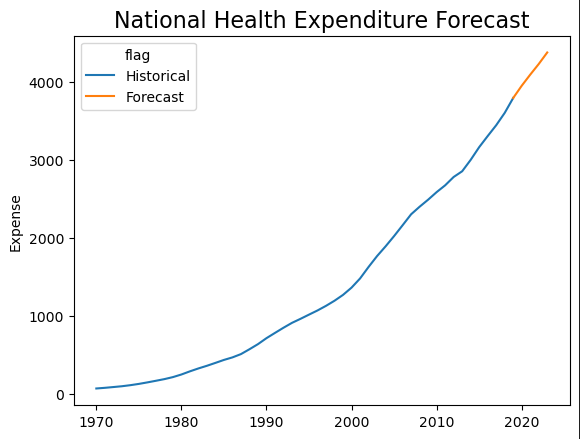 National Health Expenditure Forecast
flag
Historical
Forecast
4000
3000
2000
1000
0
Expense
1970 1980 1990 2000 2010 2020